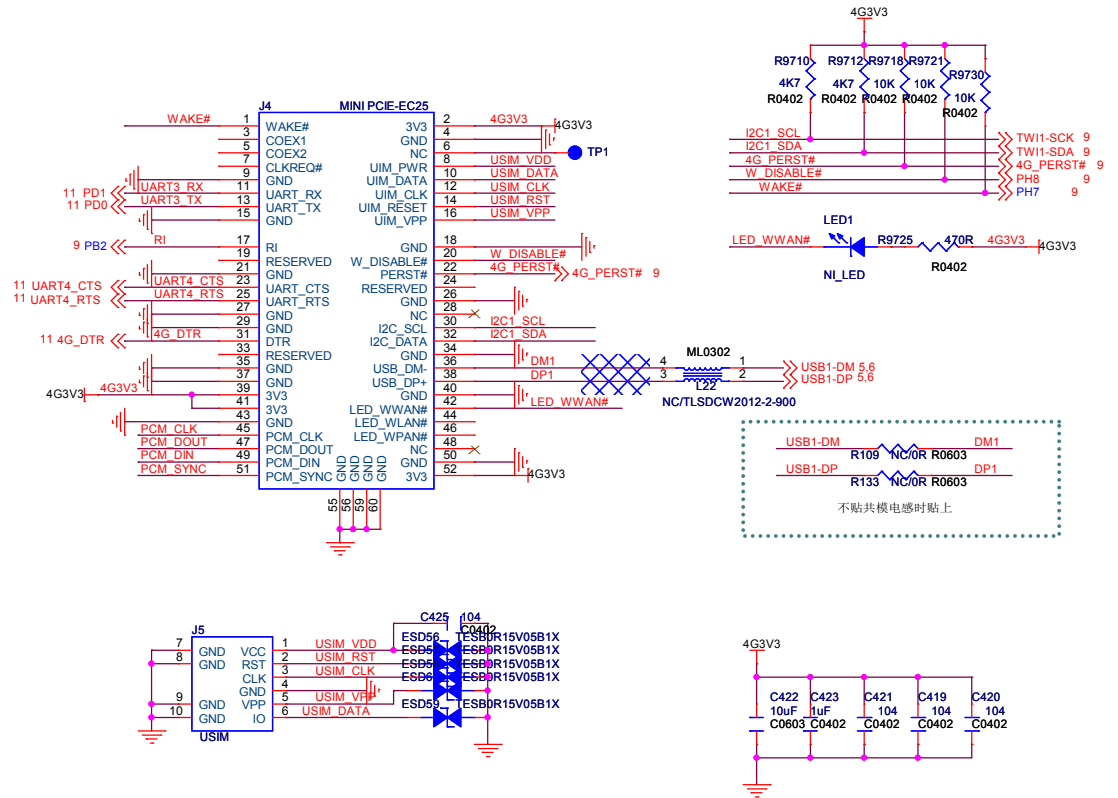 4G3V3
R9710 R9712 R9718 R9721 R9730
4K7 4K7 10K 10K 10K
R0402 R0402 R0402 R0402 R0402
I2C1_SCL TWI1-SCK 9
I2C1_SDA TWI1-SDA 9
4G_PERST# 4G_PERST# 9
W_DISABLE# PH8 9
WAKE# PH7 9
LED1
LED_WWAN# R9725 470R 4G3V3 4G3V3
R0402
NI_LED
J4 MINI PCIE-EC25
WAKE# 1 WAKE# 3V3 2 4G3V3 4G3V3
3 COEX1 GND 4
5 COEX2 NC 6 TP1
7 CLKREQ# UIM_PWR 8 USIM_VDD
9 GND UIM_DATA 10 USIM_DATA
11 PD1 UART3_RX 11 UART_RX UIM_CLK 12 USIM_CLK
11 PD0 UART3_TX 13 UART_TX UIM_RESET 14 USIM_RST
15 GND UIM_VPP 16 USIM_VPP
9 PB2 RI 17 RI GND 18
19 RESERVED W_DISABLE# 20 W_DISABLE#
21 GND PERST# 22 4G_PERST# 4G_PERST# 9
11 UART4_CTS UART4_CTS 23 UART_CTS RESERVED 24
11 UART4_RTS UART4_RTS 25 UART_RTS GND 26
27 GND NC 28
29 GND I2C_SCL 30 I2C1_SCL
11 4G_DTR 4G_DTR 31 DTR I2C_DATA 32 I2C1_SDA
33 RESERVED GND 34
35 GND USB_DM- 36 DM1 4 1 USB1-DM 5,6
37 GND USB_DP+ 38 DP1 3 2 USB1-DP 5,6
4G3V3 4G3V3 39 3V3 GND 40
41 3V3 LED_WWAN# 42 LED_WWAN#
43 GND LED_WLAN# 44
PCM_CLK 45 PCM_CLK LED_WPAN# 46
PCM_DOUT 47 PCM_DOUT NC 48
PCM_DIN 49 PCM_DIN GND 50
PCM_SYNC 51 PCM_SYNC 3V3 52 4G3V3
GND GND GND GND
55 56 59 60
ML0302
L22
NC/TLSDCW2012-2-900
USB1-DM DM1
R109 NC/0R R0603
USB1-DP DP1
R133 NC/0R R0603
不贴共模电感时贴上
C425 104
C0402
J5
7 GND VCC 1 USIM_VDD
8 GND RST 2 USIM_RST
CLK 3 USIM_CLK
GND 4
9 GND VPP 5 USIM_VPP
10 GND IO 6 USIM_DATA
USIM
ESD56 TESB0R15V05B1X
ESB0R15V05B1X
ESB0R15V05B1X
ESB0R15V05B1X
ESD59 ESB0R15V05B1X
4G3V3
C422 C423 C421 C419 C420
10uF 1uF 104 104 104
C0603 C0402 C0402 C0402 C0402